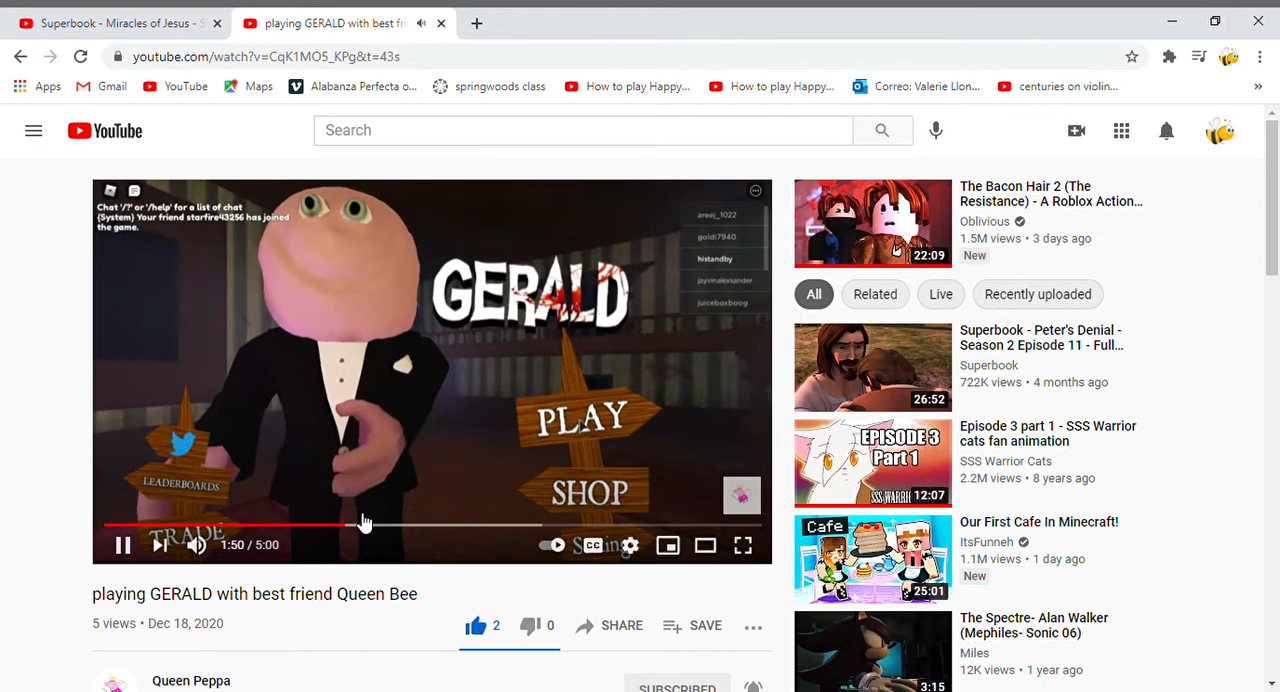 Superbook - Miracles of Jesus - S
playing GERALD with best fri
youtube.com/watch?v=CqK1MO5_KPg&t=43s
Apps
Gmail
YouTube
Maps
Alabanza Perfecta o...
springwoods class
How to play Happy...
How to play Happy...
Correo: Valerie Llon...
centuries on violin...
YouTube
Search
Chat '/?' or '/help' for a list of chat
{System} Your friend starfire43256 has joined
the game.
areej_1022
goldi7940
histandby
jayvinalexsander
juiceboxboog
GERALD
PLAY
LEADERBOARDS
SHOP
TRADE
1:50 / 5:00
CC
playing GERALD with best friend Queen Bee
5 views • Dec 18, 2020
2
0
SHARE
SAVE
Queen Peppa
SUBSCRIBED
The Bacon Hair 2 (The
Resistance) - A Roblox Action...
Oblivious
1.5M views • 3 days ago
New
22:09
All
Related
Live
Recently uploaded
Superbook - Peter's Denial -
Season 2 Episode 11 - Full...
Superbook
722K views • 4 months ago
26:52
EPISODE 3
Part 1
SSS WARRIO
12:07
Episode 3 part 1 - SSS Warrior
cats fan animation
SSS Warrior Cats
2.2M views • 8 years ago
Cafe
25:01
Our First Cafe In Minecraft!
ItsFunneh
1.1M views • 1 day ago
New
The Spectre- Alan Walker
(Mephiles- Sonic 06)
Miles
12K views • 1 year ago
3:15